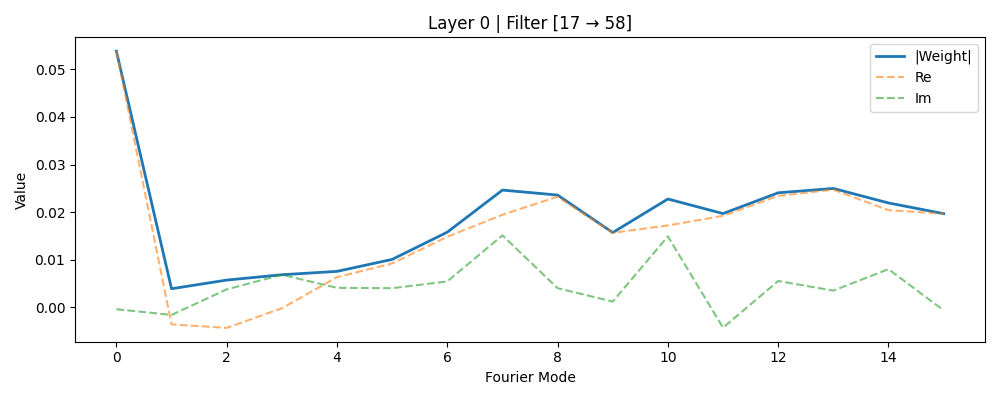 Layer 0 | Filter [17 → 58]
|Weight|
Re
Im
Value
0.05
0.04
0.03
0.02
0.01
0.00
0 2 4 6 8 10 12 14
Fourier Mode